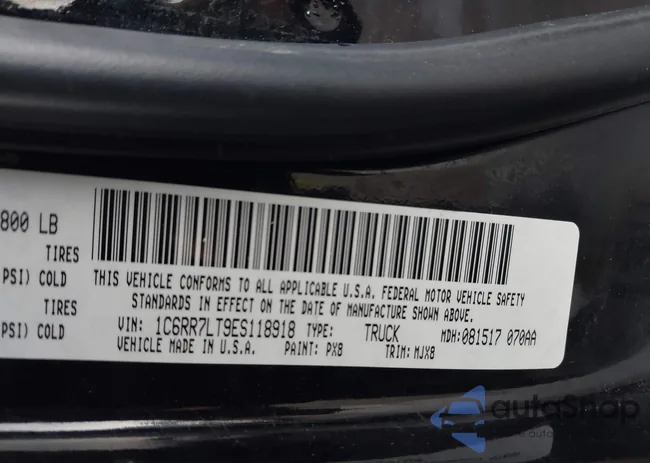 800 LB
TIRES
PSI) COLD
TIRES
PSI) COLD
THIS VEHICLE CONFORMS TO ALL APPLICABLE U.S.A. FEDERAL MOTOR VEHICLE SAFETY
STANDARDS IN EFFECT ON THE DATE OF MANUFACTURE SHOWN ABOVE.
VIN: 1C6RR7LT9ES118918 TYPE: TRUCK MDH: 081517 070AA
VEHICLE MADE IN U.S.A. PAINT: PX8 TRIM: MJX8
autaShop